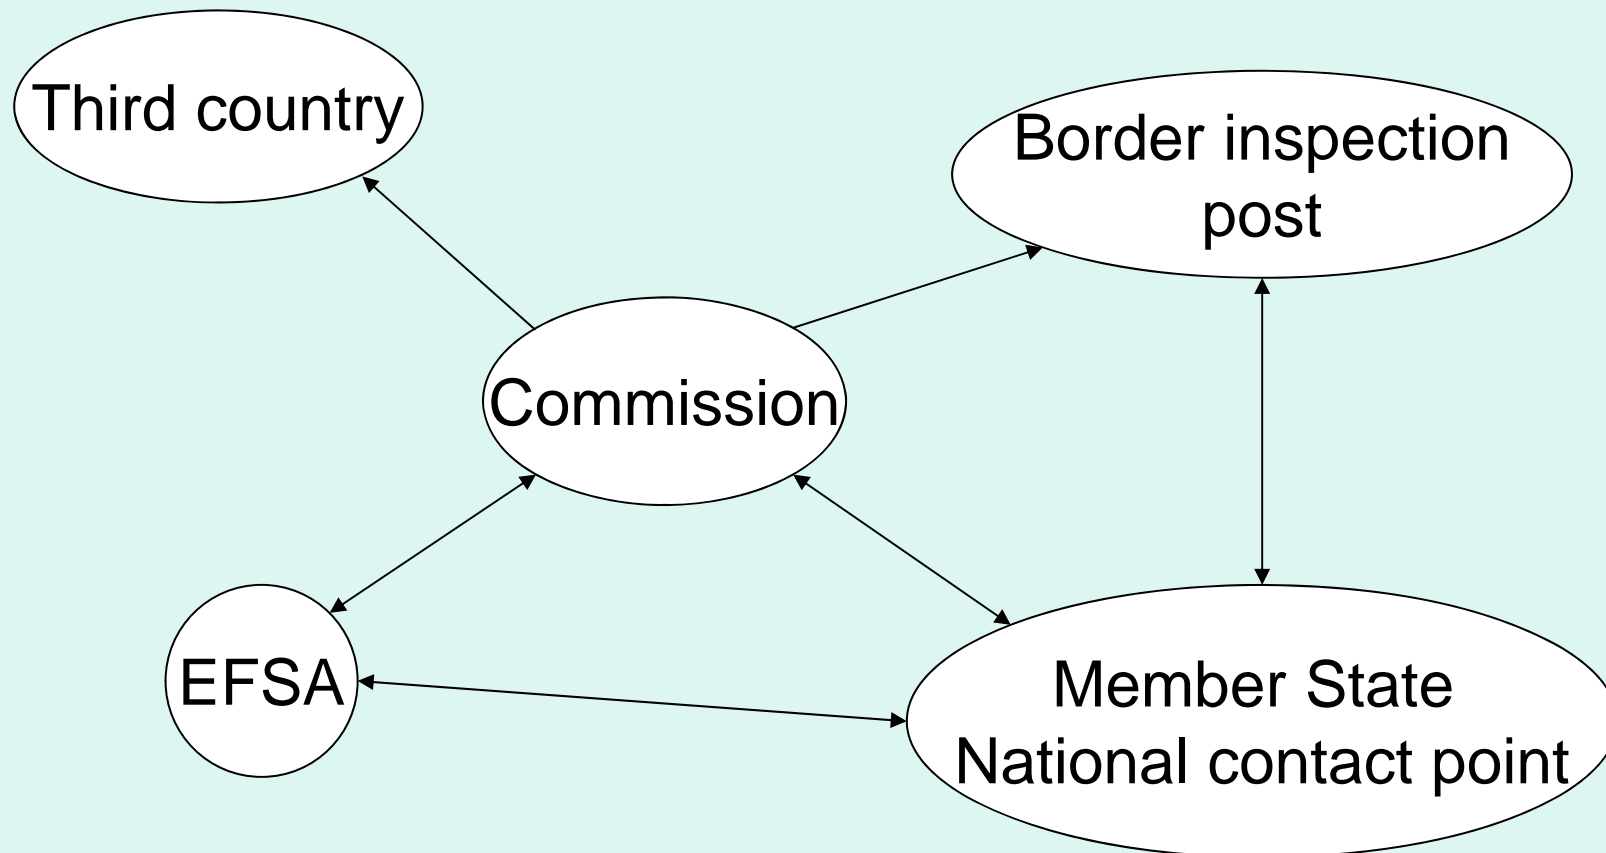 Third country
Border inspection
post
Commission
EFSA
Member State
National contact point